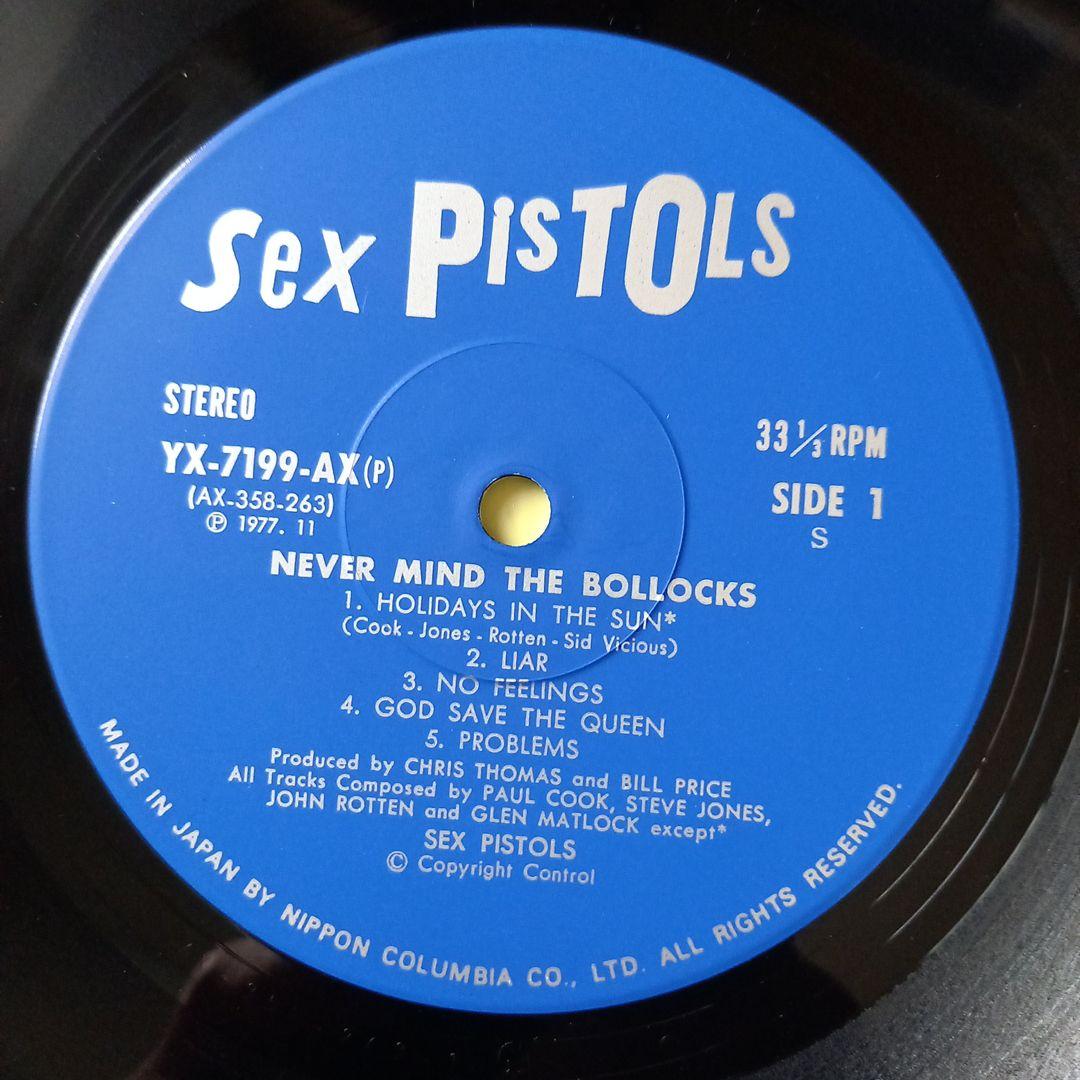 Sex PisTOLS
STEREO
33 1/3 RPM
YX-7199-AX(P)
(AX-358-263)
Ⓟ 1977. 11
SIDE 1
S
NEVER MIND THE BOLLOCKS
1. HOLIDAYS IN THE SUN*
(Cook - Jones - Rotten - Sid Vicious)
2. LIAR
3. NO FEELINGS
4. GOD SAVE THE QUEEN
5. PROBLEMS
Produced by CHRIS THOMAS and BILL PRICE
All Tracks Composed by PAUL COOK, STEVE JONES,
JOHN ROTTEN and GLEN MATLOCK except*
SEX PISTOLS
© Copyright Control
MADE IN JAPAN BY NIPPON COLUMBIA CO., LTD. ALL RIGHTS RESERVED.